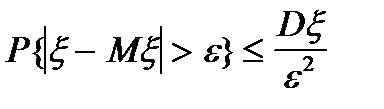 P{|ξ − Mξ| > ε} ≤ Dξ / ε²